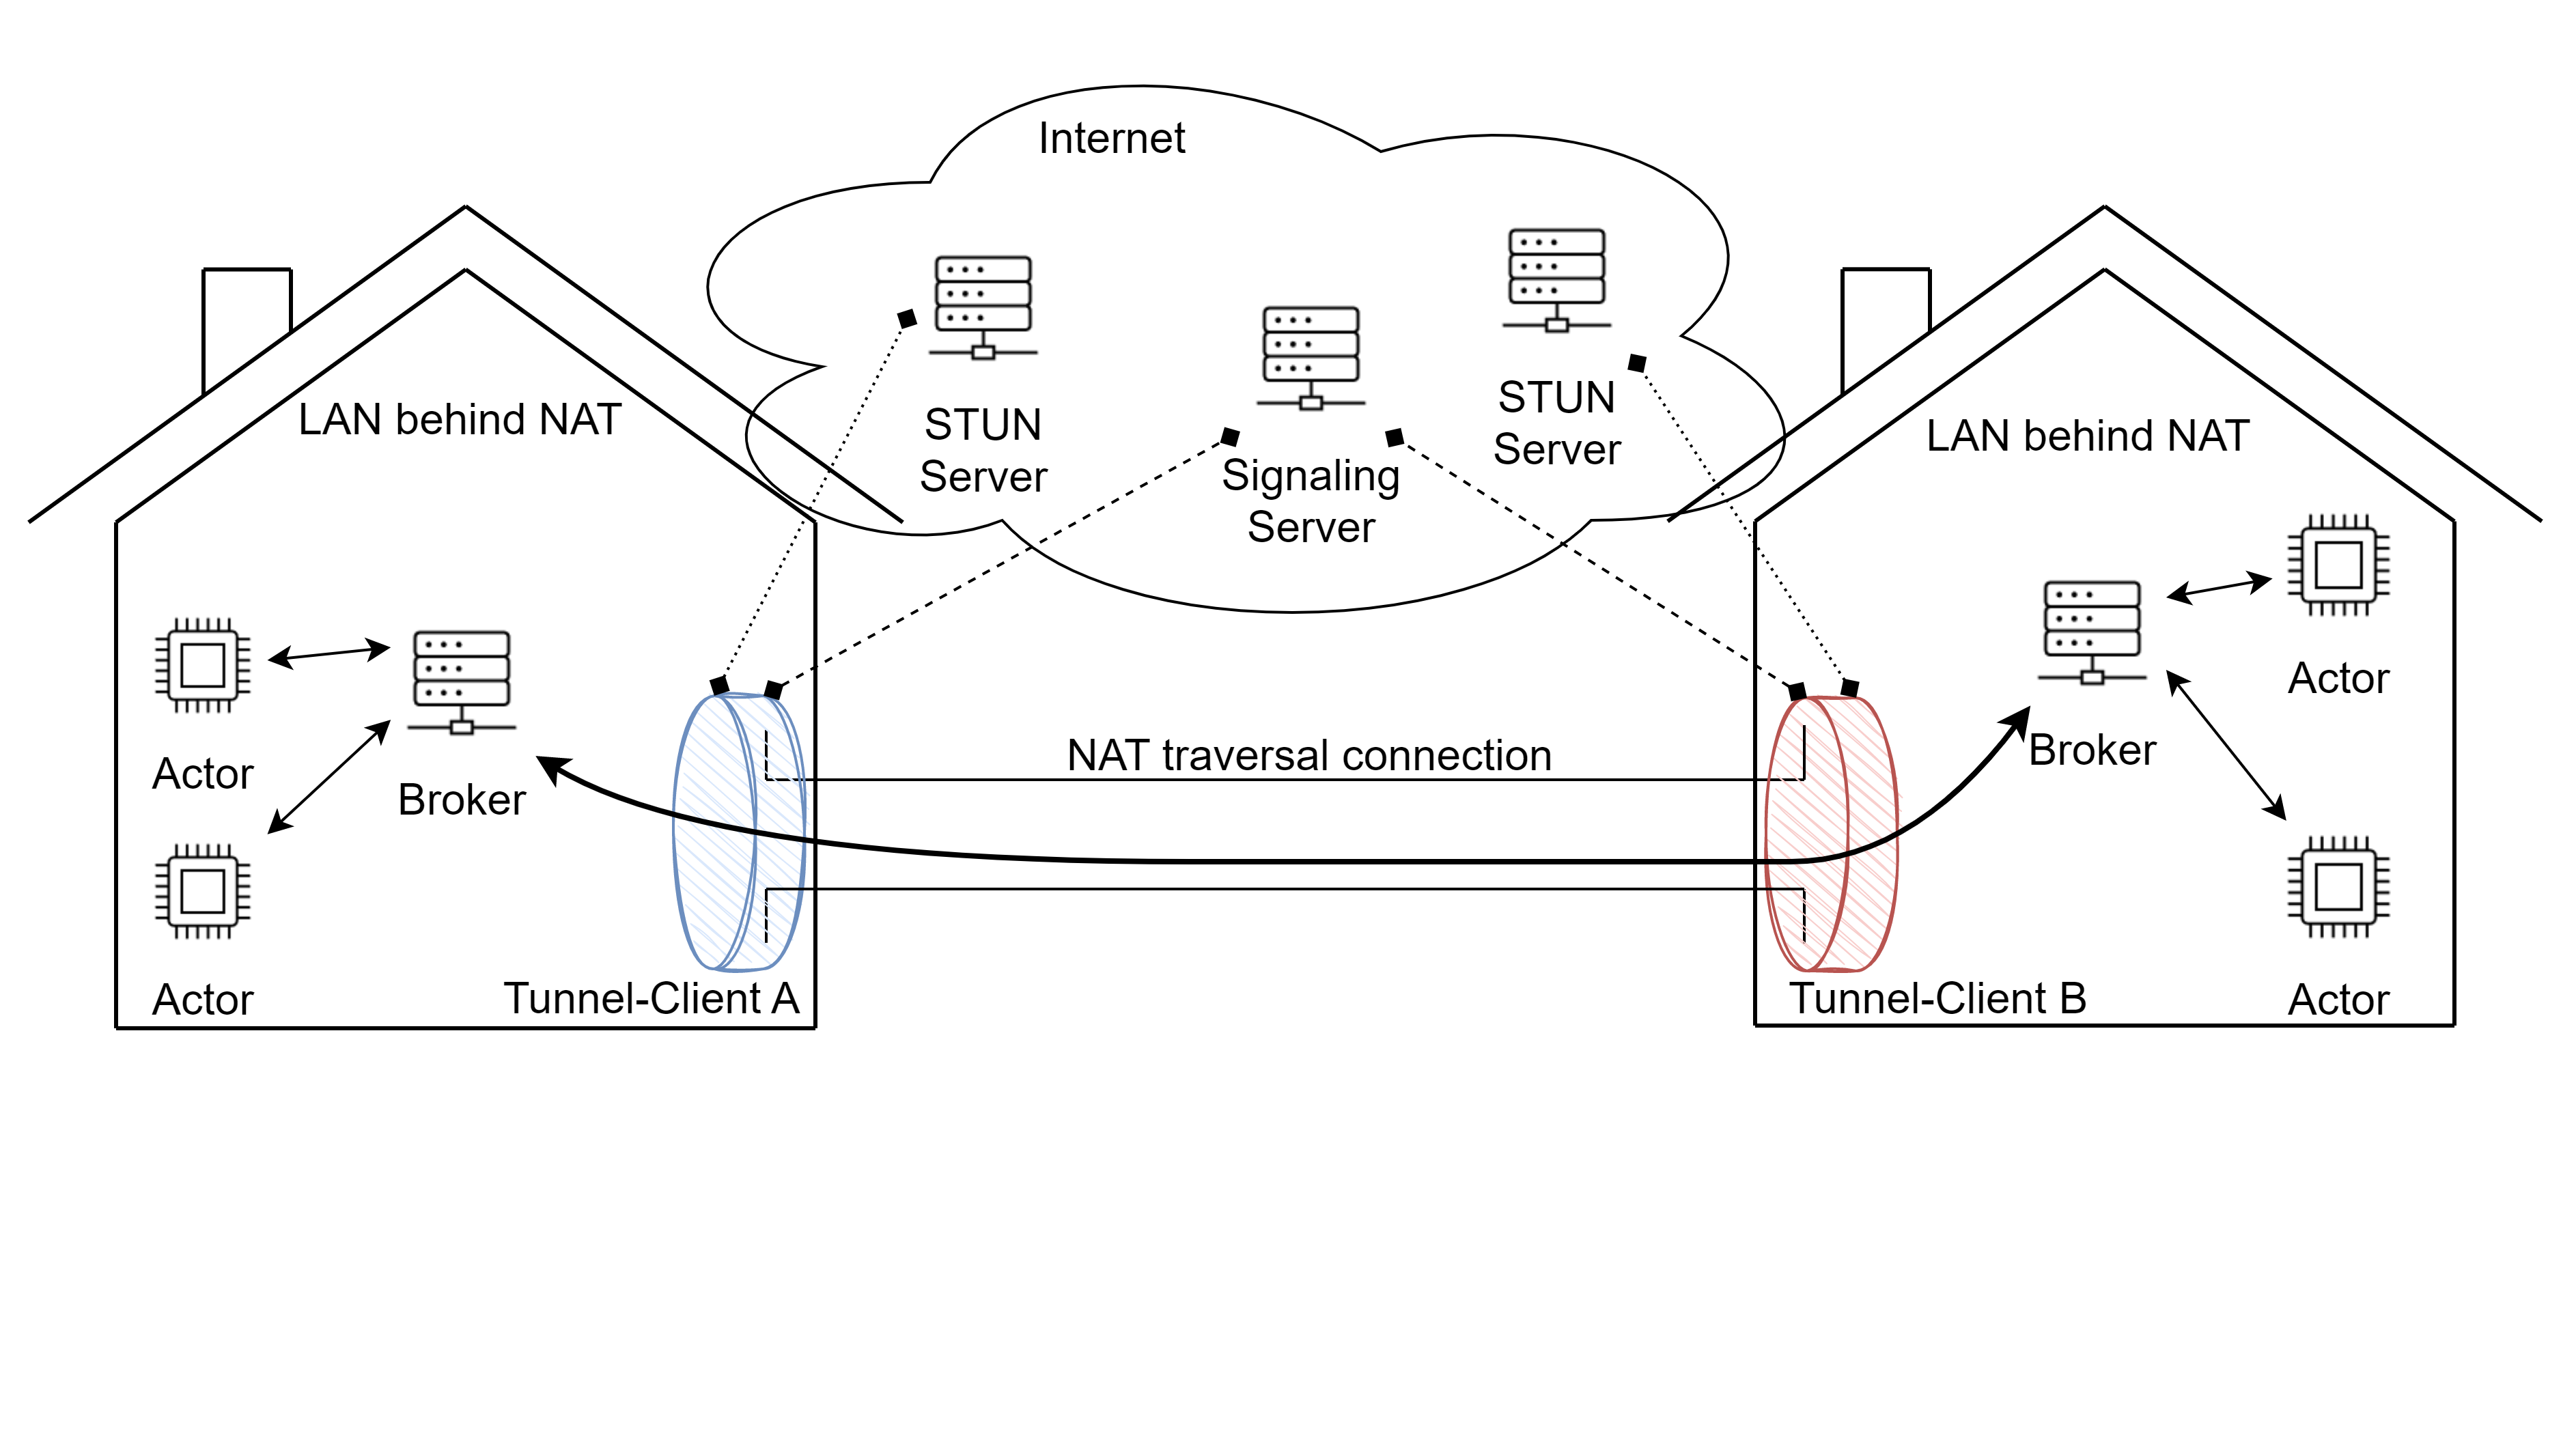 Internet
LAN behind NAT
STUN
Server
Signaling
Server
STUN
Server
LAN behind NAT
Actor
Broker
Actor
Tunnel-Client A
NAT traversal connection
Broker
Actor
Actor
Tunnel-Client B